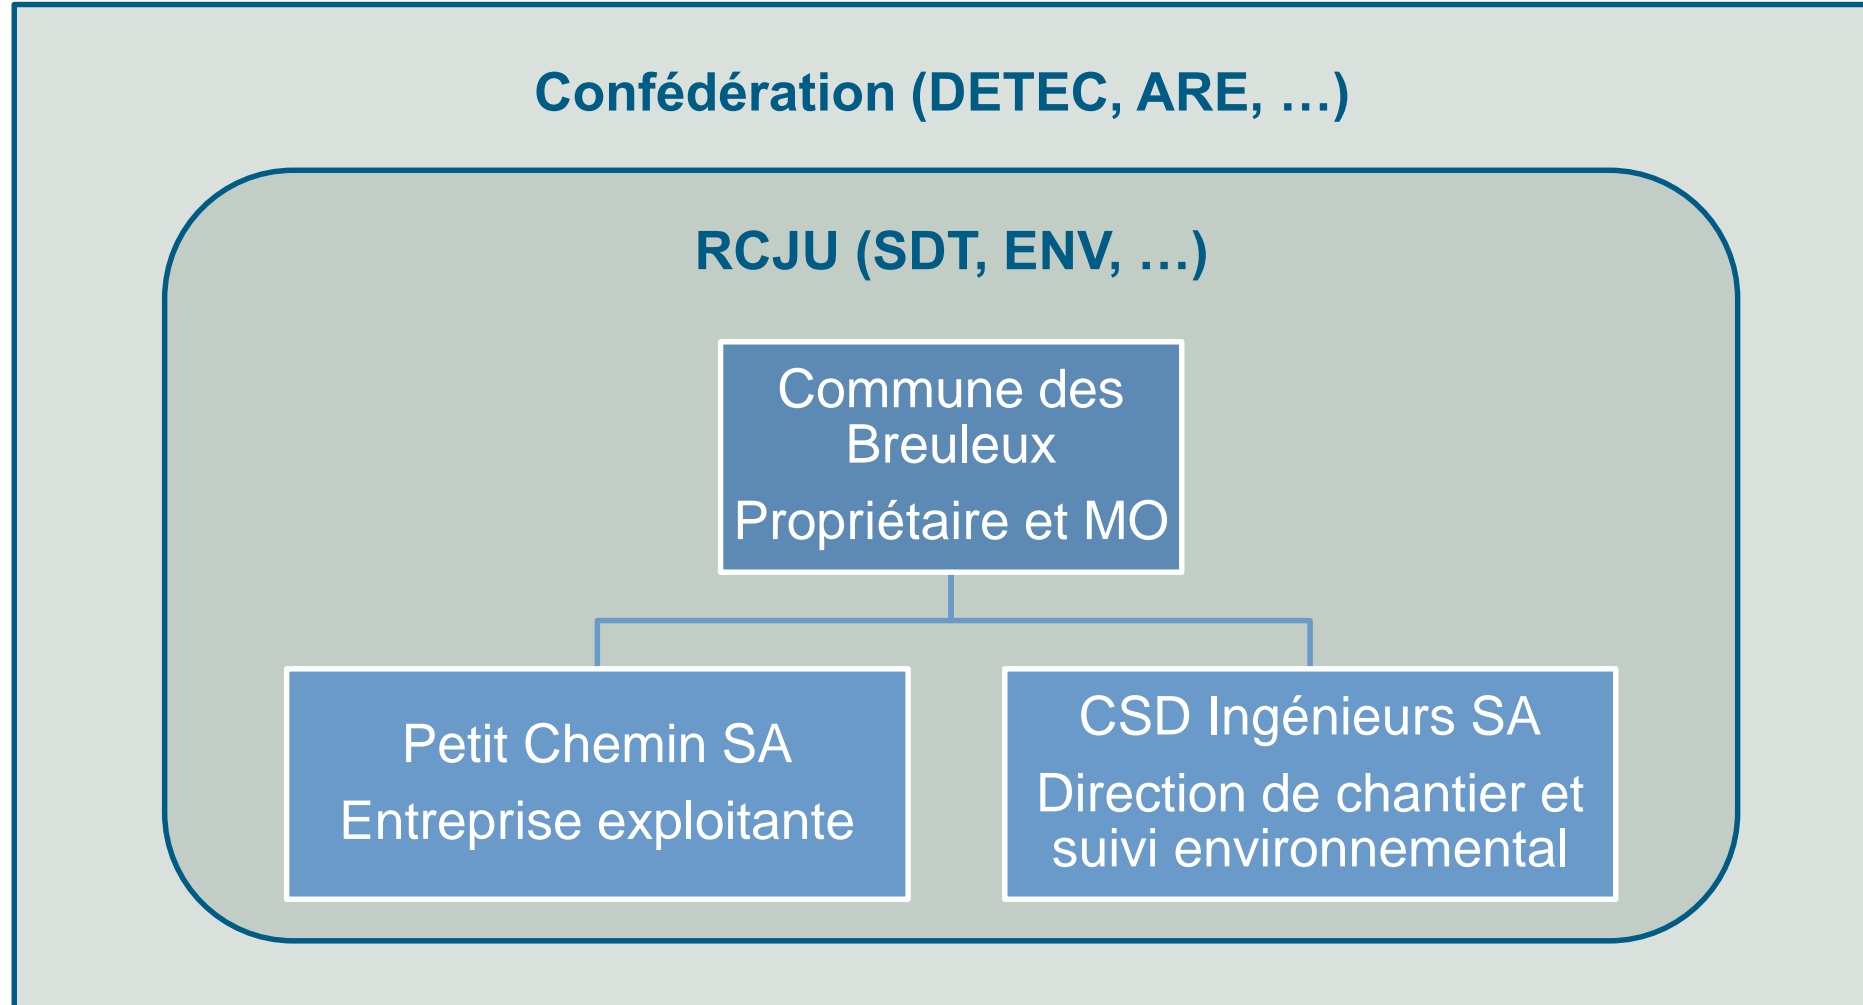 Confédération (DETEC, ARE, …)
RCJU (SDT, ENV, …)
Commune des
Breuleux
Propriétaire et MO
Petit Chemin SA
Entreprise exploitante
CSD Ingénieurs SA
Direction de chantier et
suivi environnemental